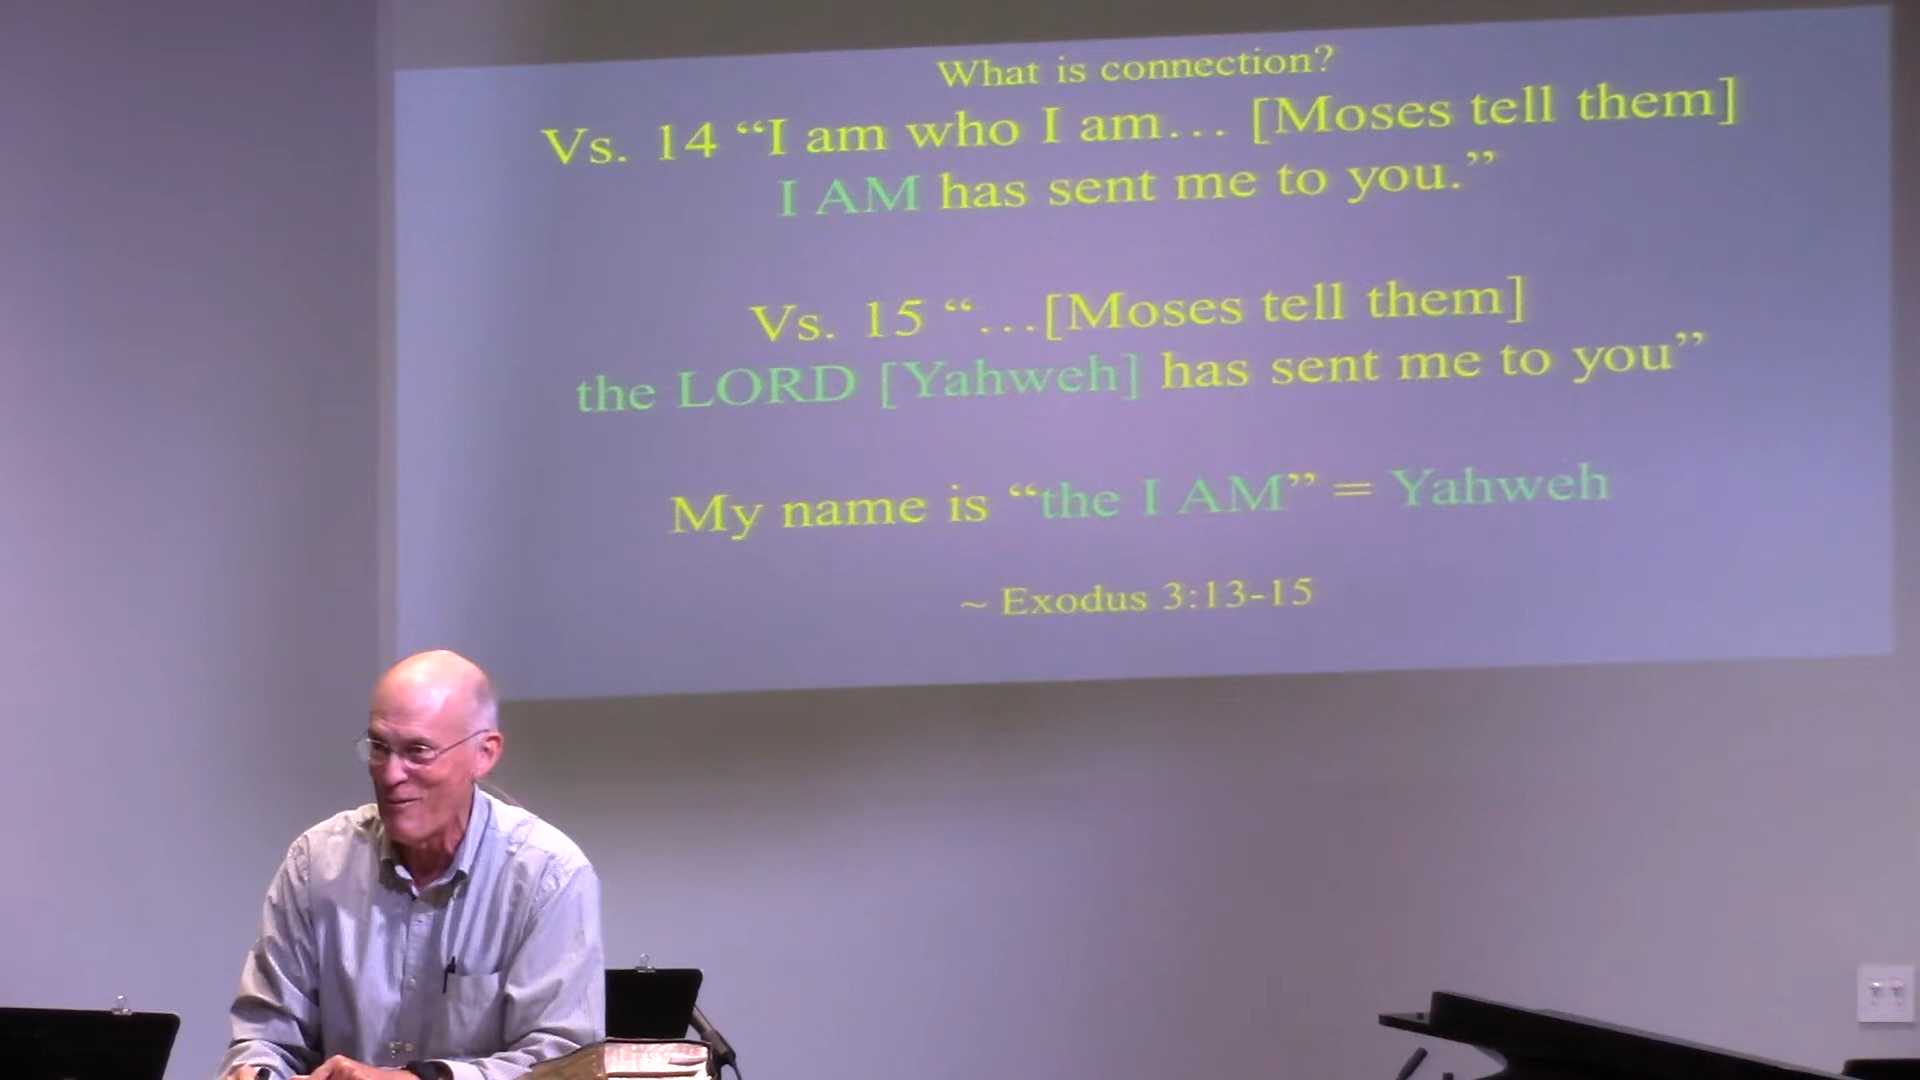 What is connection?
Vs. 14 “I am who I am… [Moses tell them]
I AM has sent me to you.”
Vs. 15 “…[Moses tell them]
the LORD [Yahweh] has sent me to you”
My name is “the I AM” = Yahweh
~ Exodus 3:13-15